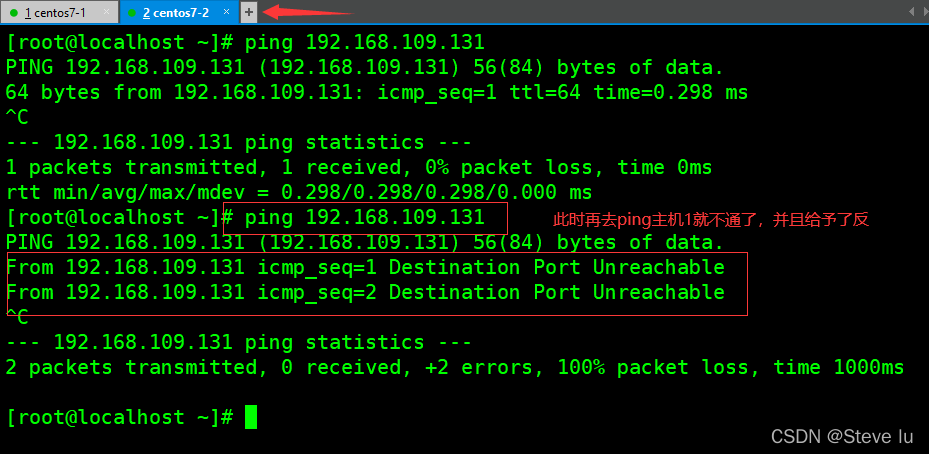 1 centos7-1 × 2 centos7-2 × +
[root@localhost ~]# ping 192.168.109.131
PING 192.168.109.131 (192.168.109.131) 56(84) bytes of data.
64 bytes from 192.168.109.131: icmp_seq=1 ttl=64 time=0.298 ms
^C
--- 192.168.109.131 ping statistics ---
1 packets transmitted, 1 received, 0% packet loss, time 0ms
rtt min/avg/max/mdev = 0.298/0.298/0.298/0.000 ms
[root@localhost ~]# ping 192.168.109.131 此时再去ping主机1就不通了，并且给予了反
PING 192.168.109.131 (192.168.109.131) 56(84) bytes of data.
From 192.168.109.131 icmp_seq=1 Destination Port Unreachable
From 192.168.109.131 icmp_seq=2 Destination Port Unreachable
^C
--- 192.168.109.131 ping statistics ---
2 packets transmitted, 0 received, +2 errors, 100% packet loss, time 1000ms
[root@localhost ~]#
CSDN @Steve lu